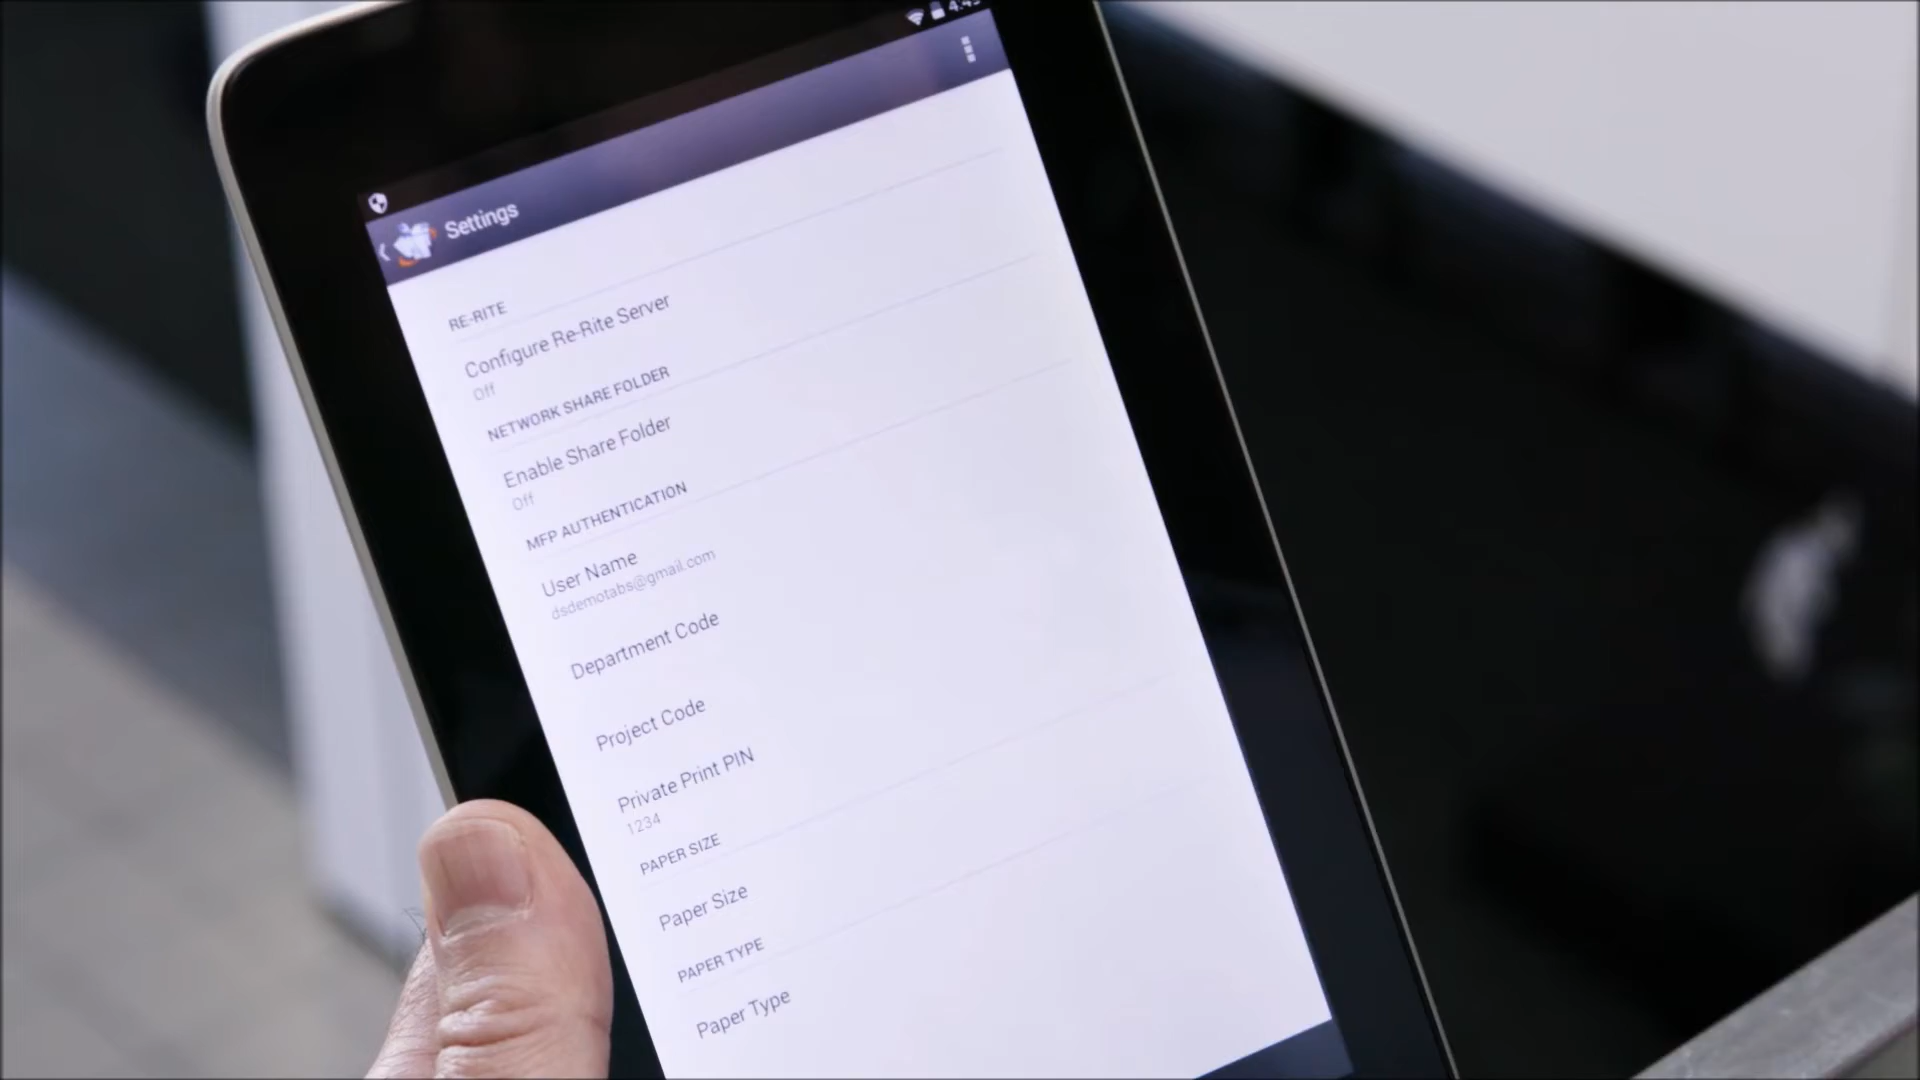 Settings
RE-RITE
Configure Re-Rite Server
Off
NETWORK SHARE FOLDER
Enable Share Folder
Off
MFP AUTHENTICATION
User Name
dsdemotabs@gmail.com
Department Code
Project Code
Private Print PIN
1234
PAPER SIZE
Paper Size
PAPER TYPE
Paper Type